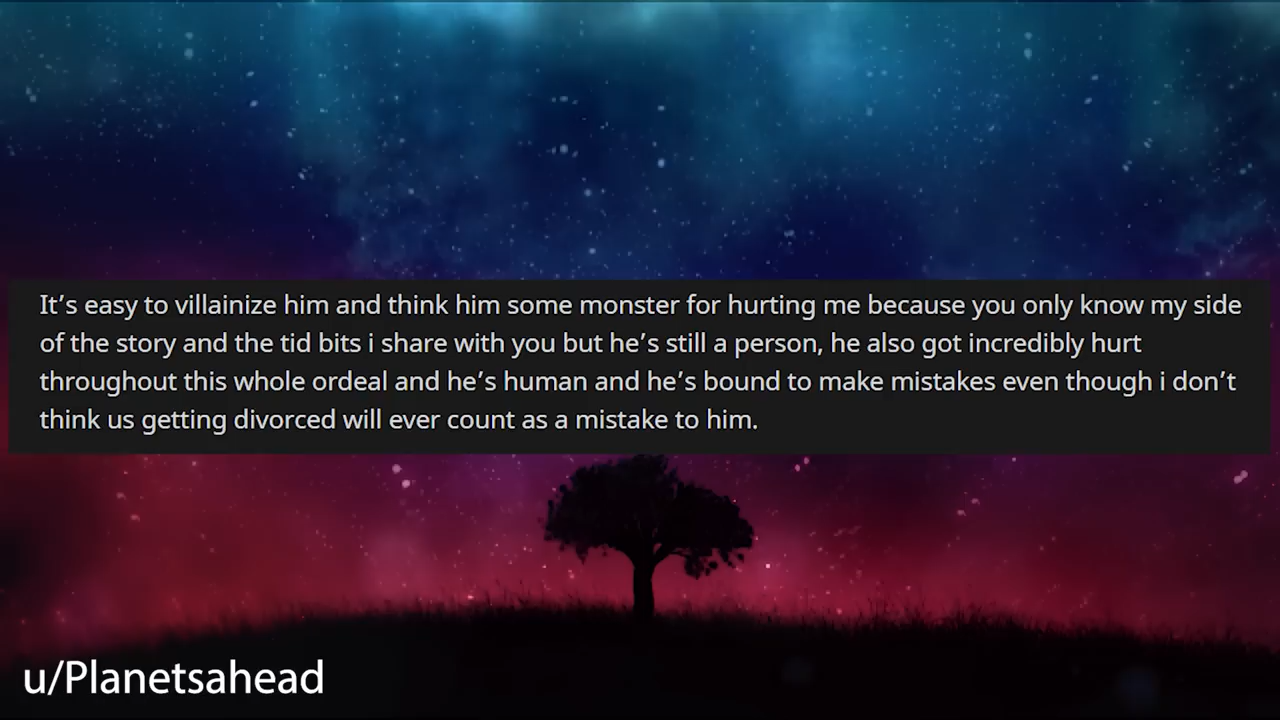 It’s easy to villainize him and think him some monster for hurting me because you only know my side
of the story and the tid bits i share with you but he’s still a person, he also got incredibly hurt
throughout this whole ordeal and he’s human and he’s bound to make mistakes even though i don’t
think us getting divorced will ever count as a mistake to him.
u/Planetsahead